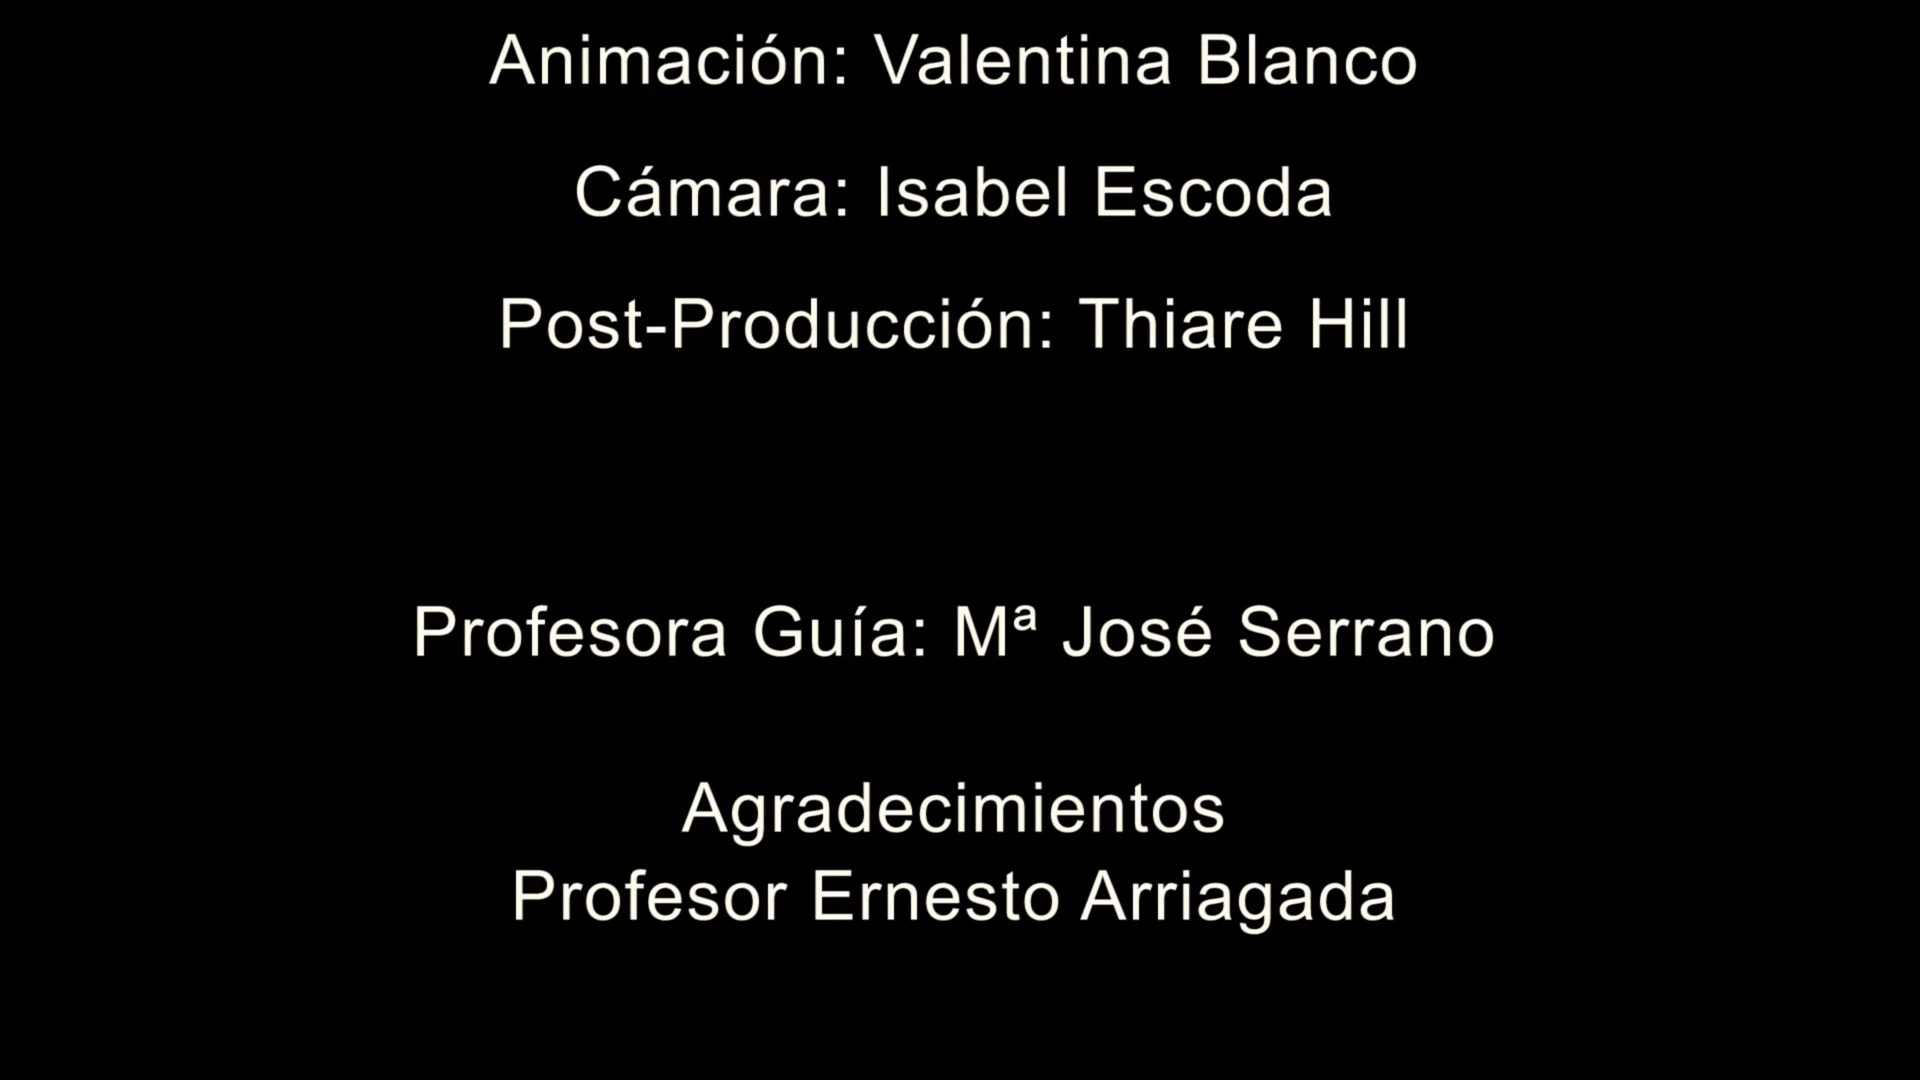 Animación: Valentina Blanco
Cámara: Isabel Escoda
Post-Producción: Thiare Hill
Profesora Guía: Mª José Serrano
Agradecimientos
Profesor Ernesto Arriagada